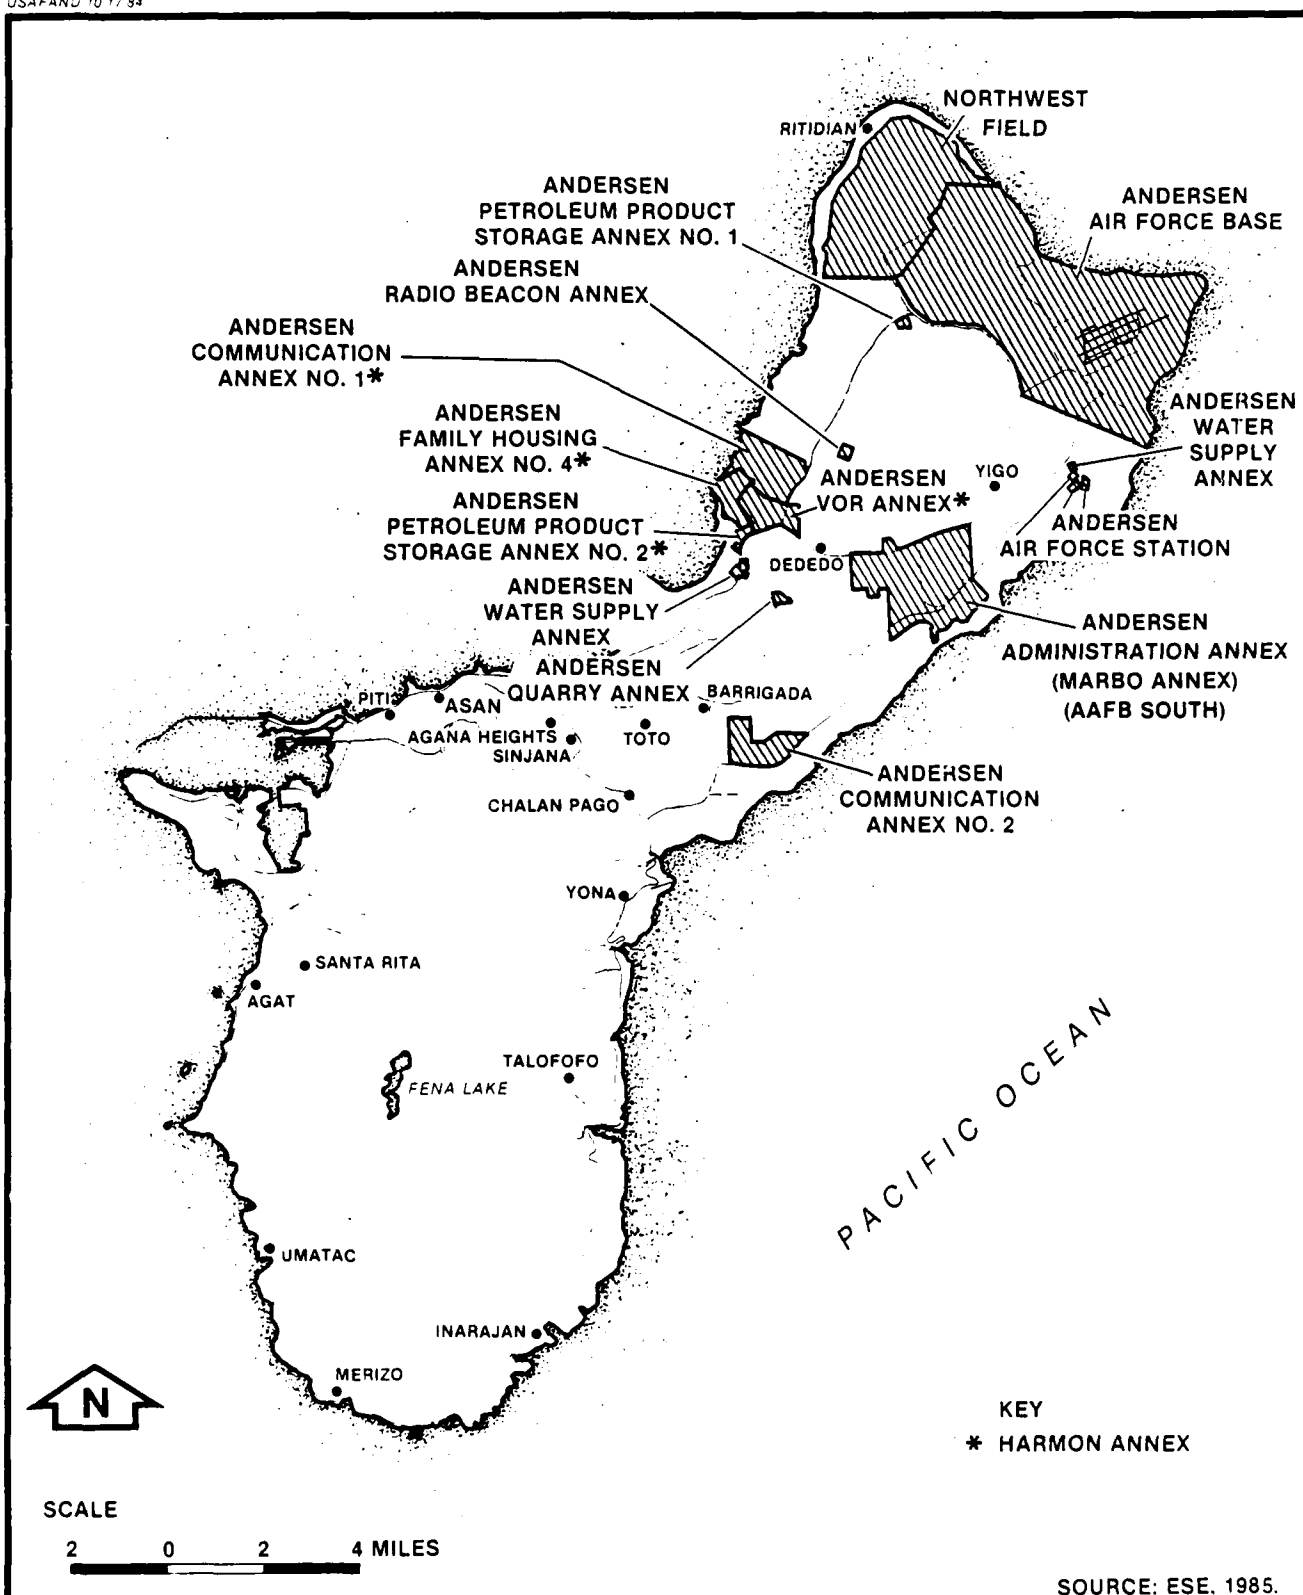 USAFAND 10 17 84
NORTHWEST
FIELD
RITIDIAN
ANDERSEN
PETROLEUM PRODUCT
STORAGE ANNEX NO. 1
ANDERSEN
AIR FORCE BASE
ANDERSEN
RADIO BEACON ANNEX
ANDERSEN
COMMUNICATION
ANNEX NO. 1*
ANDERSEN
WATER
SUPPLY
ANNEX
ANDERSEN
FAMILY HOUSING
ANNEX NO. 4*
ANDERSEN
VOR ANNEX*
YIGO
ANDERSEN
PETROLEUM PRODUCT
STORAGE ANNEX NO. 2*
ANDERSEN
AIR FORCE STATION
DEDEDO
ANDERSEN
WATER SUPPLY
ANNEX
ANDERSEN
ADMINISTRATION ANNEX
(MARBO ANNEX)
(AAFB SOUTH)
ANDERSEN
QUARRY ANNEX
BARRIGADA
PITI
ASAN
AGANA HEIGHTS
SINJANA
TOTO
CHALAN PAGO
ANDERSEN
COMMUNICATION
ANNEX NO. 2
YONA
SANTA RITA
AGAT
TALOFOFO
FENA LAKE
PACIFIC OCEAN
UMATAC
INARAJAN
MERIZO
N
KEY
* HARMON ANNEX
SCALE
2 0 2 4 MILES
SOURCE: ESE, 1985.